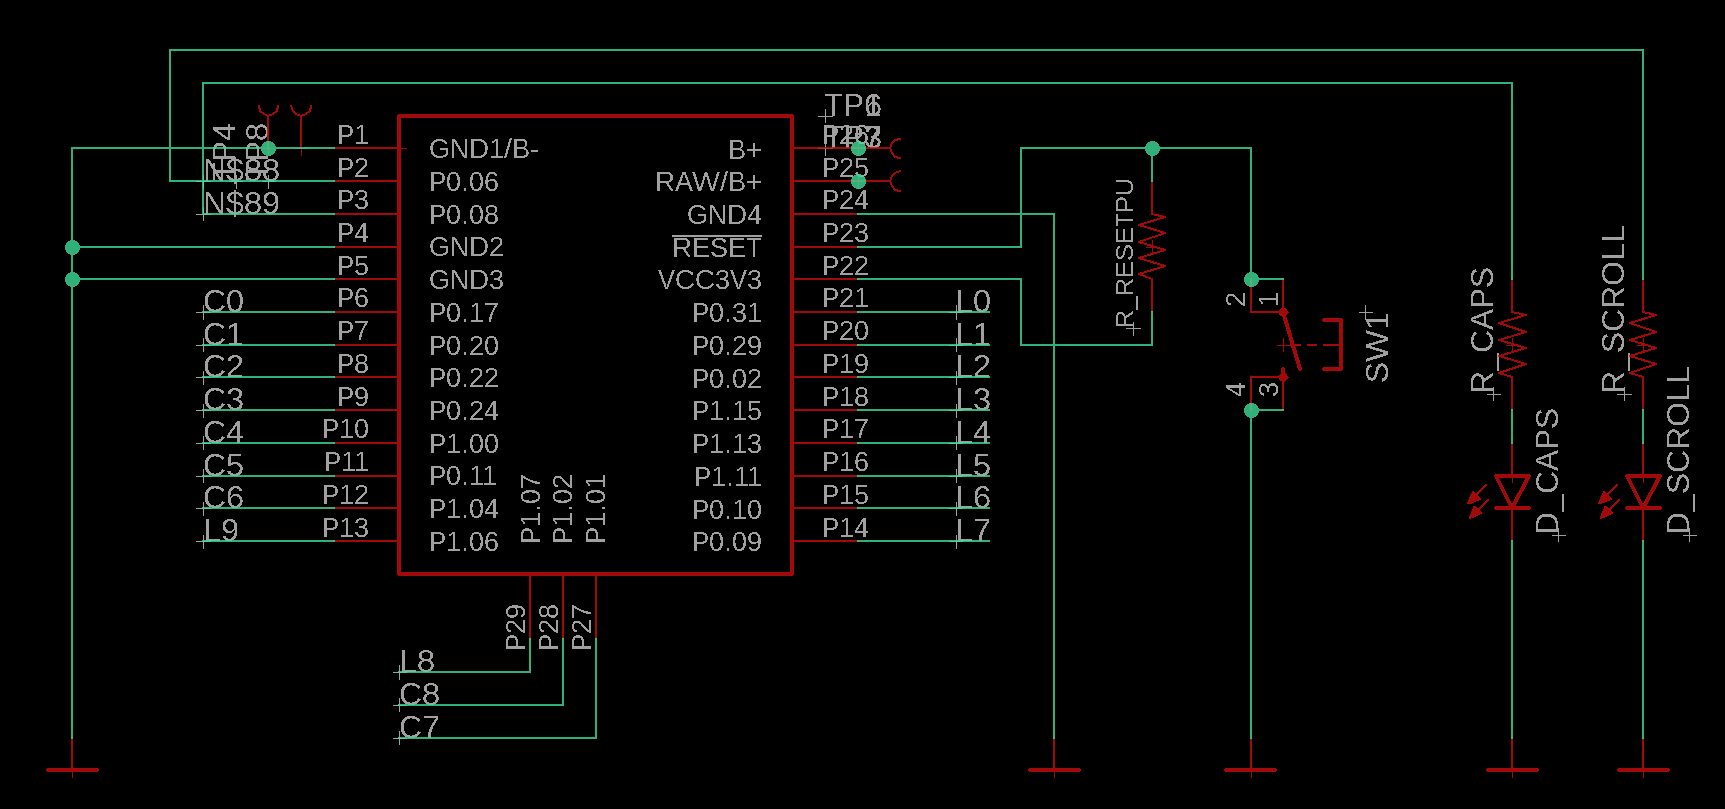 TP4
TP8
N$88
N$89
P1 GND1/B-
P2 P0.06
P3 P0.08
P4 GND2
P5 GND3
C0 P6 P0.17
C1 P7 P0.20
C2 P8 P0.22
C3 P9 P0.24
C4 P10 P1.00
C5 P11 P0.11
C6 P12 P1.04
L9 P13 P1.06
P1.07
P1.02
P1.01
B+
RAW/B+ P25
GND4 P24
RESET P23
VCC3V3 P22
P0.31 P21 L0
P0.29 P20 L1
P0.02 P19 L2
P1.15 P18 L3
P1.13 P17 L4
P1.11 P16 L5
P0.10 P15 L6
P0.09 P14 L7
P29
P28
P27
L8
C8
C7
R_RESETPU
2
1
4
3
SW1
R_CAPS
D_CAPS
R_SCROLL
D_SCROLL